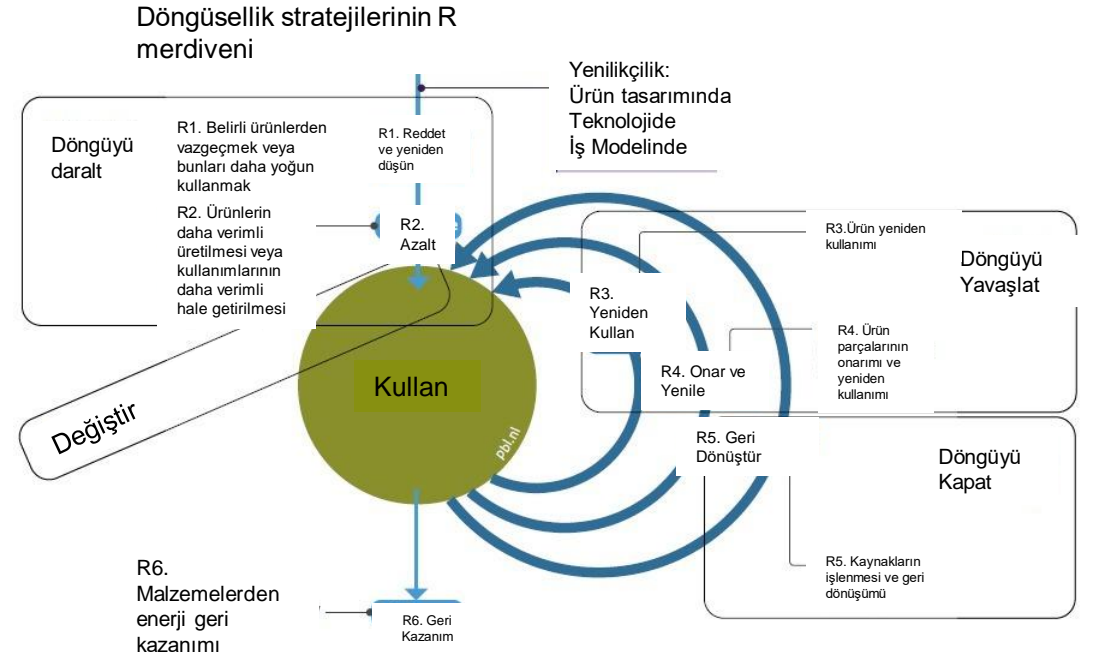 Döngüsellik stratejilerinin R
merdiveni
Yenilikçilik:
Ürün tasarımında
Teknolojide
İş Modelinde
Döngüyü
daralt
R1. Belirli ürünlerden
vazgeçmek veya
bunları daha yoğun
kullanmak
R2. Ürünlerin
daha verimli
üretilmesi veya
kullanımlarının
daha verimli
hale getirilmesi
R1. Reddet
ve yeniden
düşün
R2.
Azalt
R3.
Yeniden
Kullan
R3.Ürün yeniden
kullanımı
Döngüyü
Yavaşlat
R4. Onar ve
Yenile
R4. Ürün
parçalarının
onarımı ve
yeniden
kullanımı
Kullan
Değiştir
pbl.nl
R5. Geri
Dönüştür
Döngüyü
Kapat
R5. Kaynakların
işlenmesi ve geri
dönüşümü
R6.
Malzemelerden
enerji geri
kazanımı
R6. Geri
Kazanım